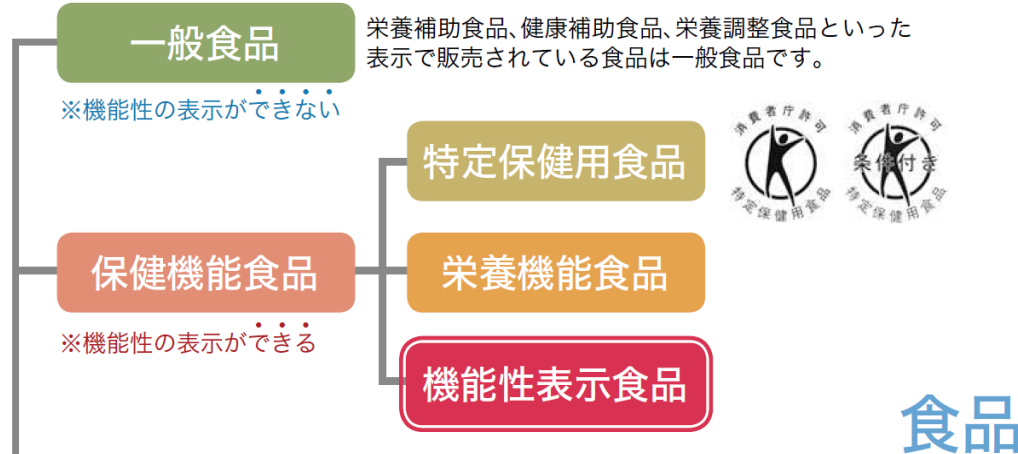 一般食品
栄養補助食品、健康補助食品、栄養調整食品といった
表示で販売されている食品は一般食品です。
※機能性の表示ができない
特定保健用食品
消費者庁許可
特定保健用食品
消費者庁許可
条件付き
特定保健用食品
保健機能食品
※機能性の表示ができる
栄養機能食品
機能性表示食品
食品